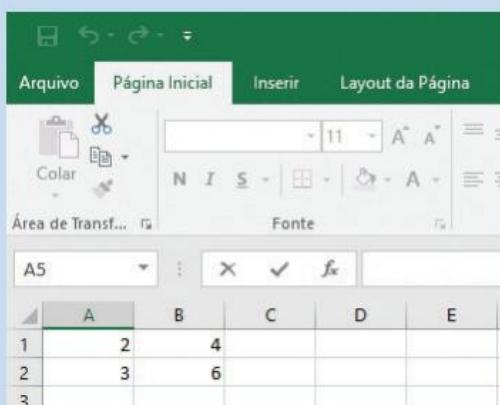 Arquivo Página Inicial Inserir Layout da Página
11 A A
Colar
N I S A
Área de Transf... Fonte
A5 fx
A B C D E
1 2 4
2 3 6
3